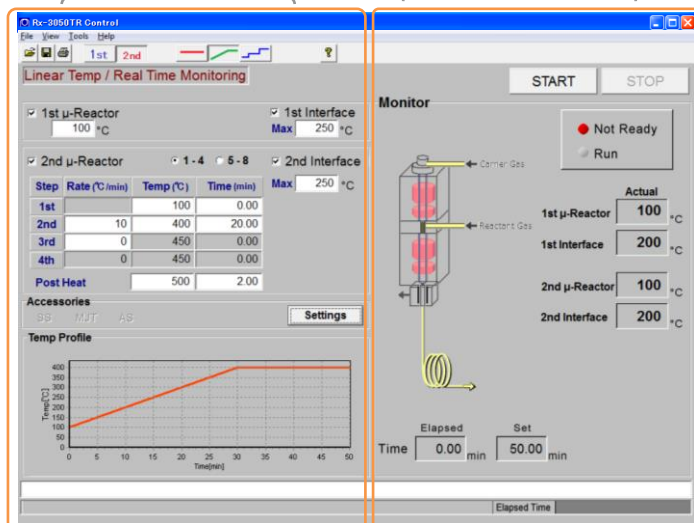 Rx-3050TR Control
File View Tools Help
1st 2nd ?
Linear Temp / Real Time Monitoring
1st µ-Reactor
100 °C
1st Interface
Max 250 °C
2nd µ-Reactor 1 - 4 5 - 8
2nd Interface
Max 250 °C
Step Rate (℃/min) Temp (℃) Time (min)
1st 100 0.00
2nd 10 400 20.00
3rd 0 450 0.00
4th 0 450 0.00
Post Heat 500 2.00
Accessories
SS MJT AS
Settings
Temp Profile
Temp[℃]
400
350
300
250
200
150
100
50
0
0 5 10 15 20 25 30 35 40 45 50
Time[min]
START STOP
Monitor
Not Ready
Run
Carrier Gas
Reactant Gas
Actual
1st µ-Reactor 100
1st Interface 200 °C
2nd µ-Reactor 100 °C
2nd Interface 200 °C
Elapsed Set
Time 0.00 min 50.00 min
Elapsed Time